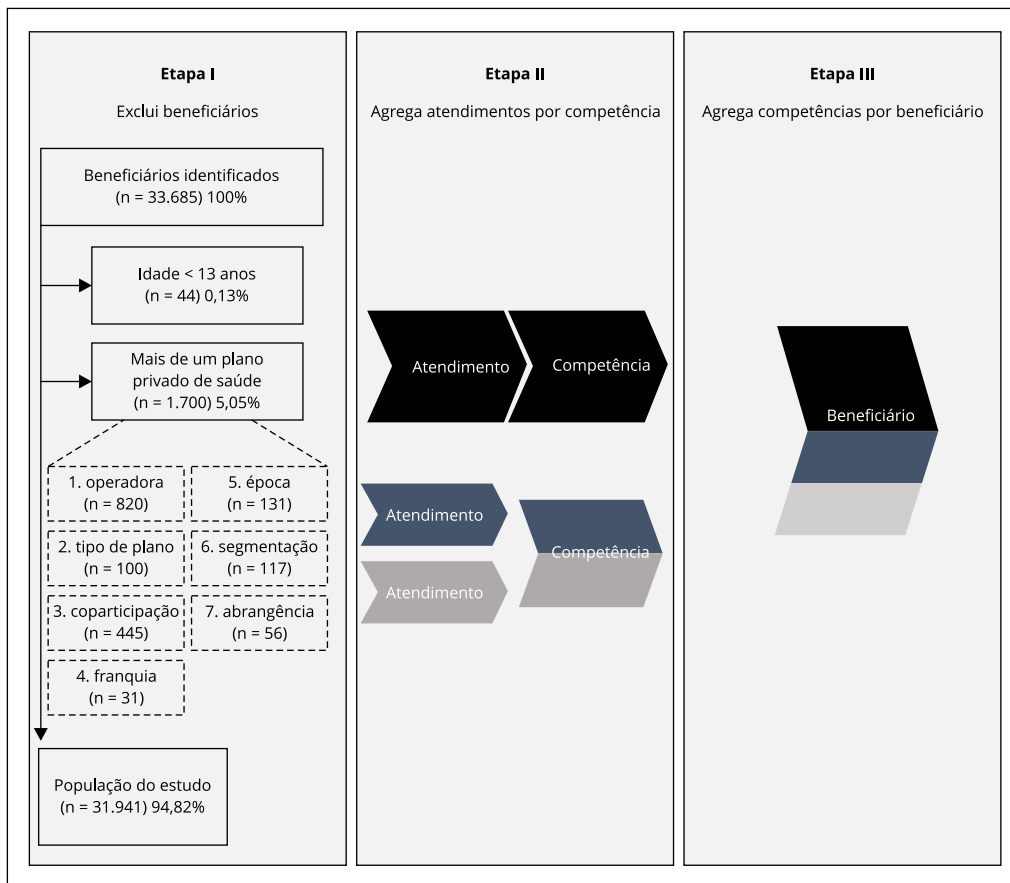 Etapa I
Exclui beneficiários
Beneficiários identificados
(n = 33.685) 100%
Idade < 13 anos
(n = 44) 0,13%
Mais de um plano
privado de saúde
(n = 1.700) 5,05%
1. operadora
(n = 820)
5. época
(n = 131)
2. tipo de plano
(n = 100)
6. segmentação
(n = 117)
3. coparticipação
(n = 445)
7. abrangência
(n = 56)
4. franquia
(n = 31)
População do estudo
(n = 31.941) 94,82%
Etapa II
Agrega atendimentos por competência
Atendimento
Competência
Atendimento
Competência
Atendimento
Etapa III
Agrega competências por beneficiário
Beneficiário